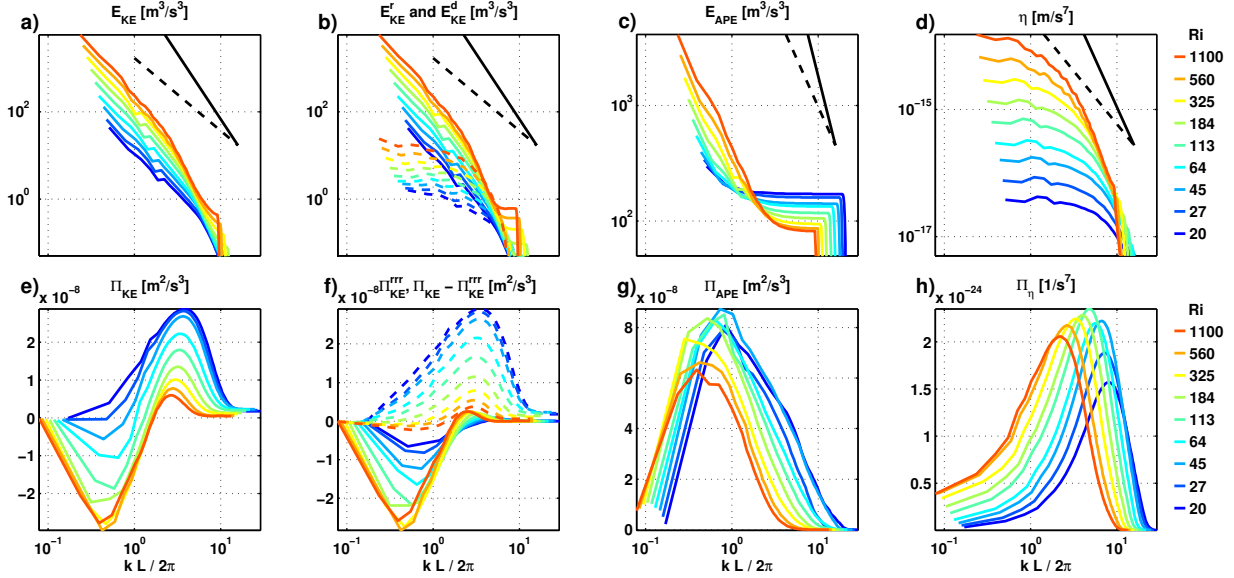 a) E_KE [m³/s³]
b) E^r_KE and E^d_KE [m³/s³]
c) E_APE [m³/s³]
d) η [m/s⁷]
10²
10⁰
10²
10⁰
10³
10²
10⁻¹⁵
10⁻¹⁷
Ri
1100
560
325
184
113
64
45
27
20
e) x 10⁻⁸ Π_KE [m²/s³]
f) x 10⁻⁸ Π^rrr_KE, Π_KE − Π^rrr_KE [m²/s³]
g) x 10⁻⁸ Π_APE [m²/s³]
h) x 10⁻²⁴ Π_η [1/s⁷]
2
1
0
−1
−2
2
1
0
−1
−2
8
6
4
2
0
2
1.5
1
0.5
0
Ri
1100
560
325
184
113
64
45
27
20
10⁻¹ 10⁰ 10¹
10⁻¹ 10⁰ 10¹
10⁻¹ 10⁰ 10¹
10⁻¹ 10⁰ 10¹
k L / 2π
k L / 2π
k L / 2π
k L / 2π